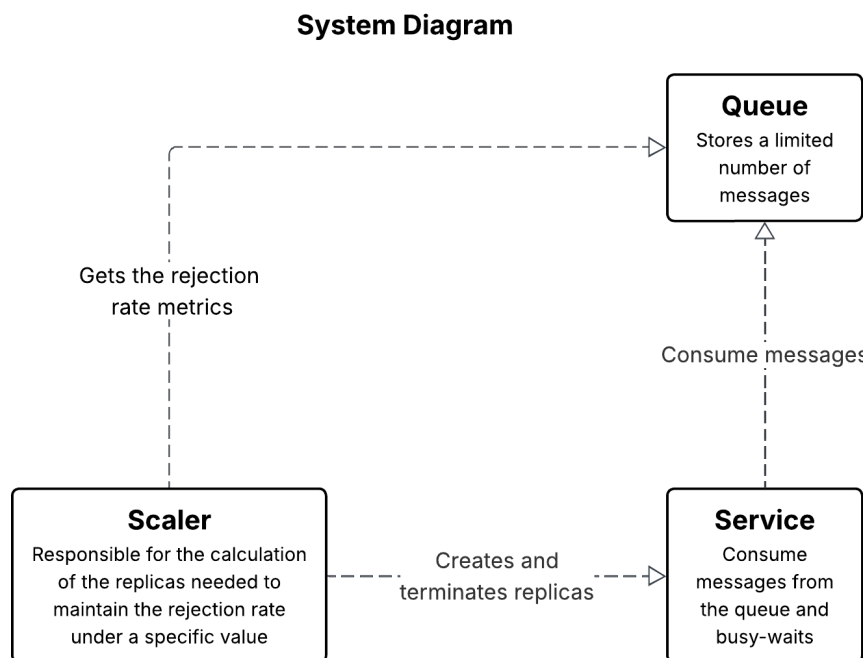 System Diagram
Queue
Stores a limited
number of
messages
Gets the rejection
rate metrics
Consume messages
Scaler
Responsible for the calculation
of the replicas needed to
maintain the rejection rate
under a specific value
Creates and
terminates replicas
Service
Consume
messages from
the queue and
busy-waits